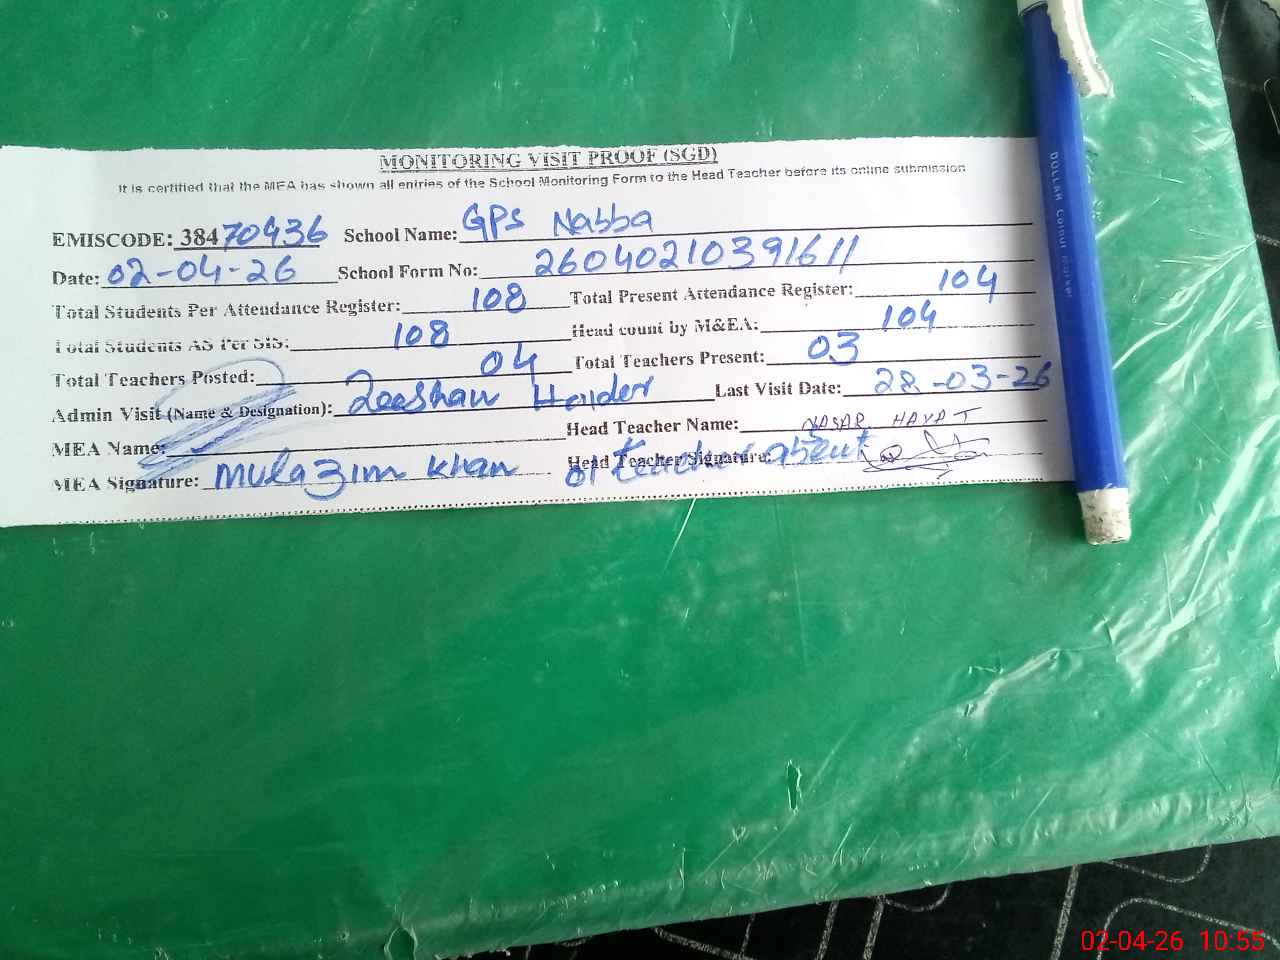 MONITORING VISIT PROOF (SGD)
It is certified that the MEA has shown all entries of the School Monitoring Form to the Head Teacher before its online submission
EMISCODE: 38470436 School Name: GPS Nabba
Date: 02-04-26 School Form No: 26040210391611
Total Students Per Attendance Register: 108 Total Present Attendance Register: 104
Total Students AS Per SIS: 108 Head count by M&EA: 104
Total Teachers Posted: 04 Total Teachers Present: 03
Admin Visit (Name & Designation): Zeeshan Haider Last Visit Date: 28-03-26
MEA Name: Head Teacher Name: NASAR HAYAT
MEA Signature: Mulazim Khan Head Teacher Signature: 01 teacher absent
DOLLAR Colour Marker
02-04-26 10:55